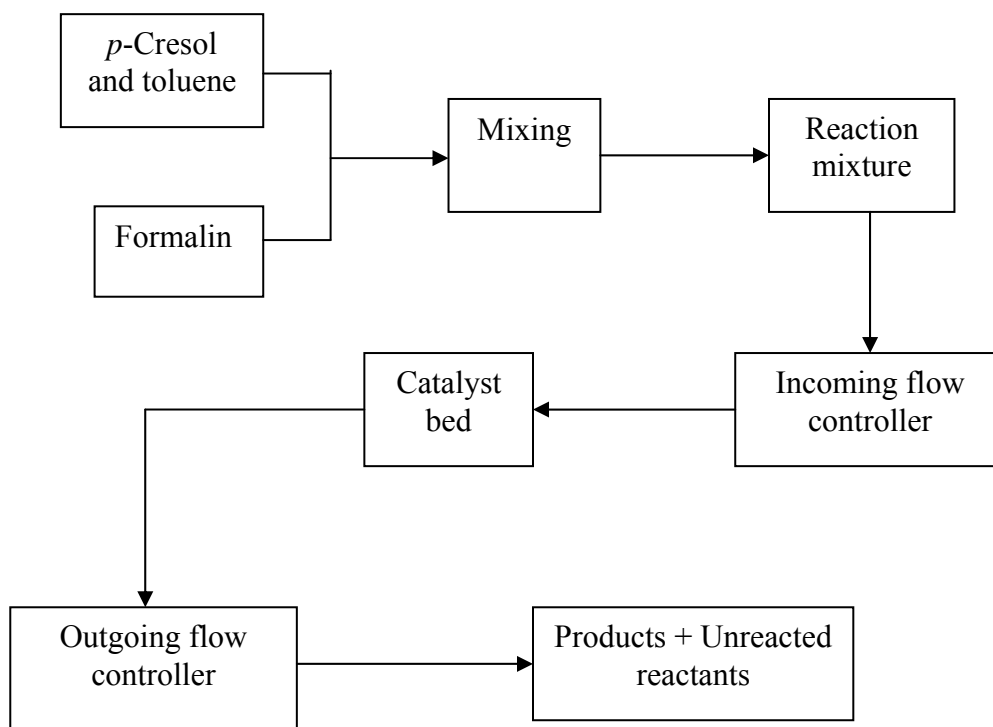 p-Cresol
and toluene
Formalin
Mixing
Reaction
mixture
Incoming flow
controller
Catalyst
bed
Outgoing flow
controller
Products + Unreacted
reactants